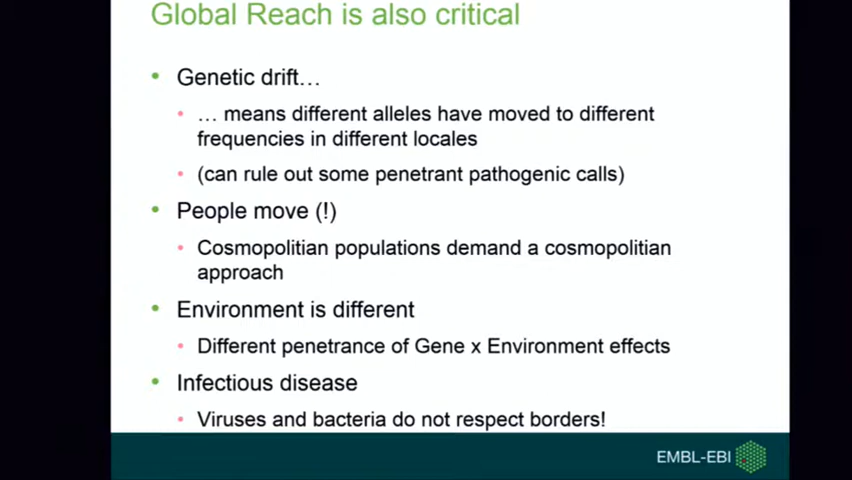 Global Reach is also critical
• Genetic drift…
• … means different alleles have moved to different
frequencies in different locales
• (can rule out some penetrant pathogenic calls)
• People move (!)
• Cosmopolitian populations demand a cosmopolitian
approach
• Environment is different
• Different penetrance of Gene x Environment effects
• Infectious disease
• Viruses and bacteria do not respect borders!
EMBL-EBI